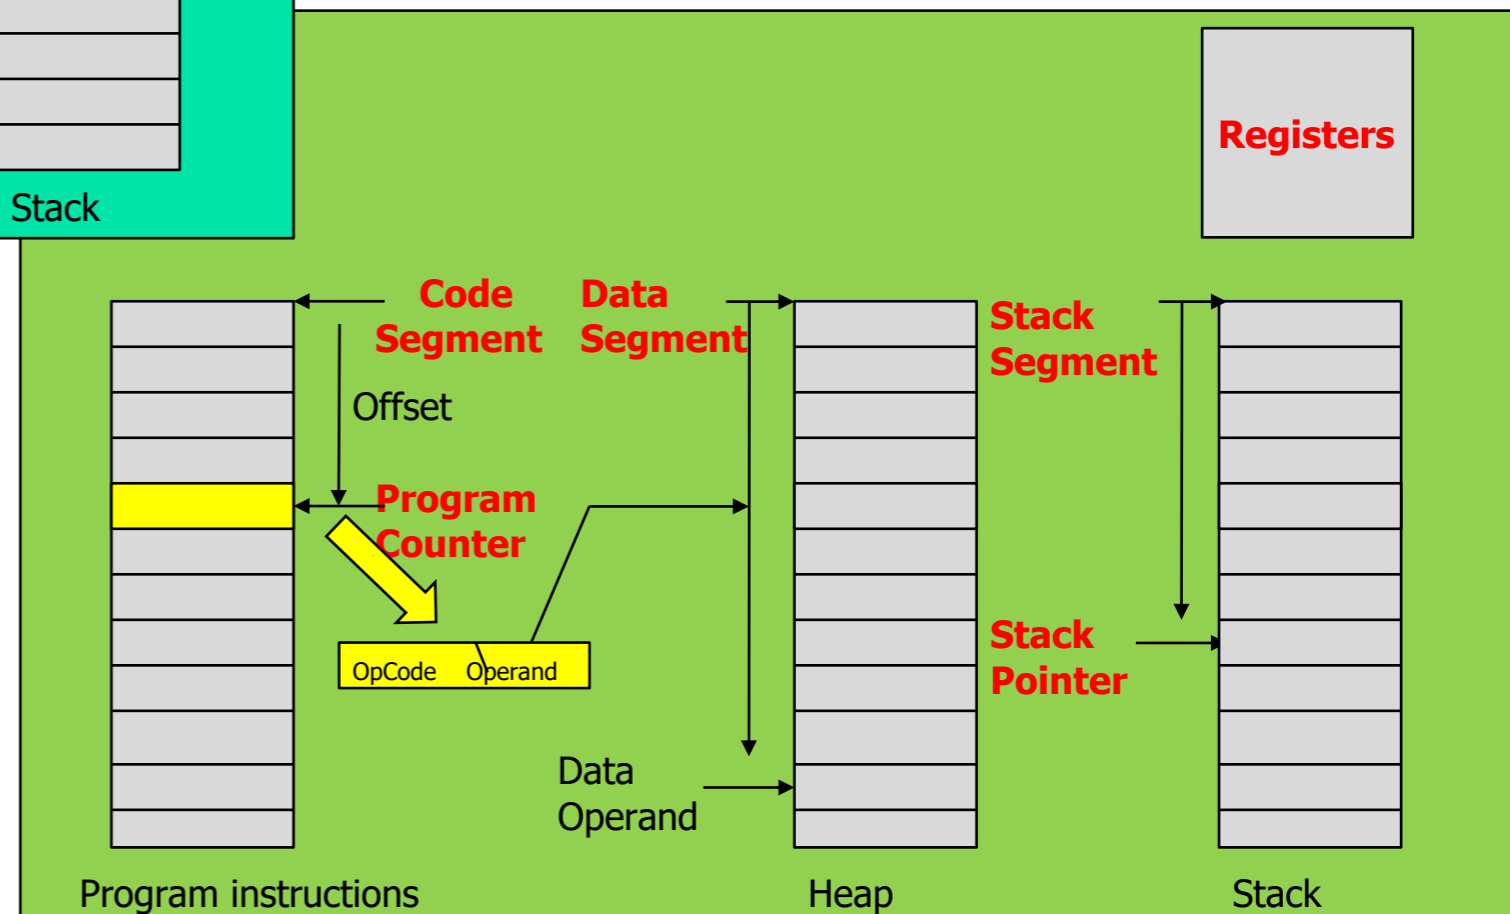 Stack
Registers
Code
Segment
Data
Segment
Stack
Segment
Offset
Program
Counter
OpCode
Operand
Stack
Pointer
Data
Operand
Program instructions
Heap
Stack